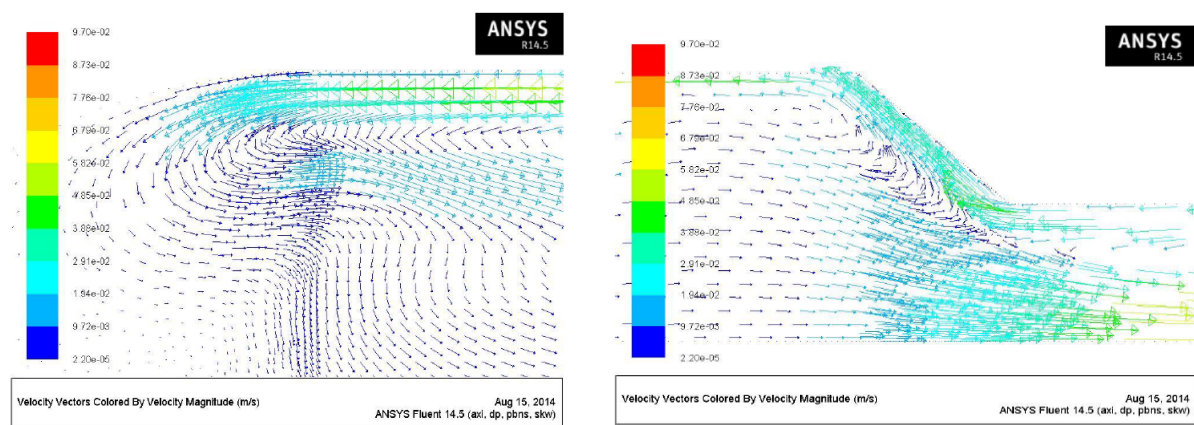 ANSYS
R14.5
9.70e-02
8.73e-02
7.76e-02
6.79e-02
5.82e-02
4.85e-02
3.88e-02
2.91e-02
1.94e-02
9.72e-03
2.20e-05
Velocity Vectors Colored By Velocity Magnitude (m/s)
Aug 15, 2014
ANSYS Fluent 14.5 (axi, dp, pbns, skw)
ANSYS
R14.5
9.70e-02
8.73e-02
7.76e-02
6.79e-02
5.82e-02
4.85e-02
3.88e-02
2.91e-02
1.94e-02
9.72e-03
2.20e-05
Velocity Vectors Colored By Velocity Magnitude (m/s)
Aug 15, 2014
ANSYS Fluent 14.5 (axi, dp, pbns, skw)